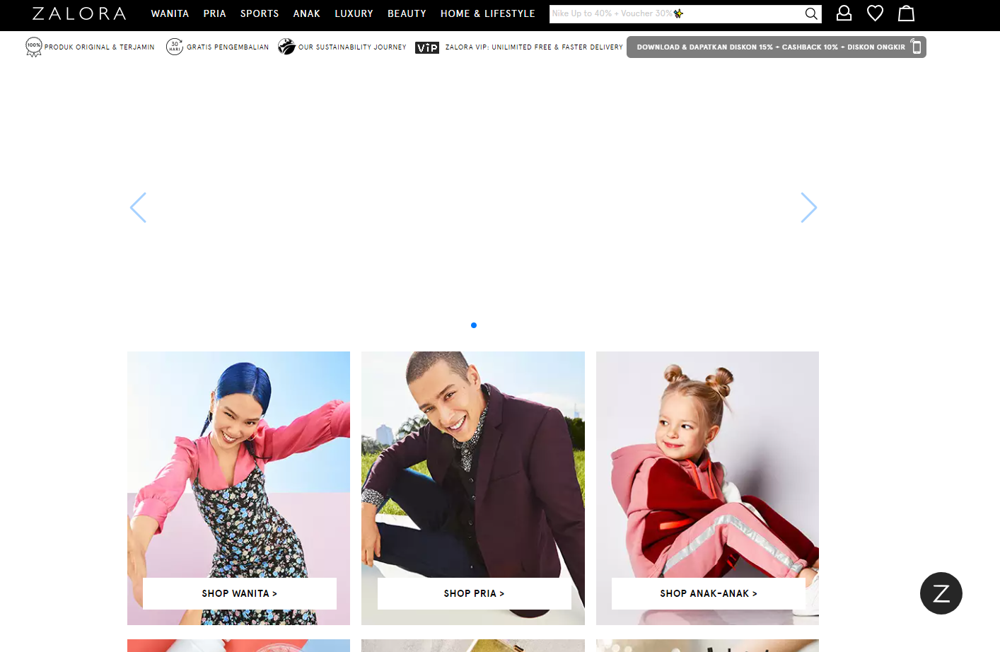 ZALORA
WANITA PRIA SPORTS ANAK LUXURY BEAUTY HOME & LIFESTYLE
Nike Up to 40% + Voucher 30%✨
100% PRODUK ORIGINAL & TERJAMIN
30 HARI GRATIS PENGEMBALIAN
OUR SUSTAINABILITY JOURNEY
ViP ZALORA VIP: UNILIMITED FREE & FASTER DELIVERY
DOWNLOAD & DAPATKAN DISKON 15% + CASHBACK 10% + DISKON ONGKIR
SHOP WANITA >
SHOP PRIA >
SHOP ANAK-ANAK >
Z